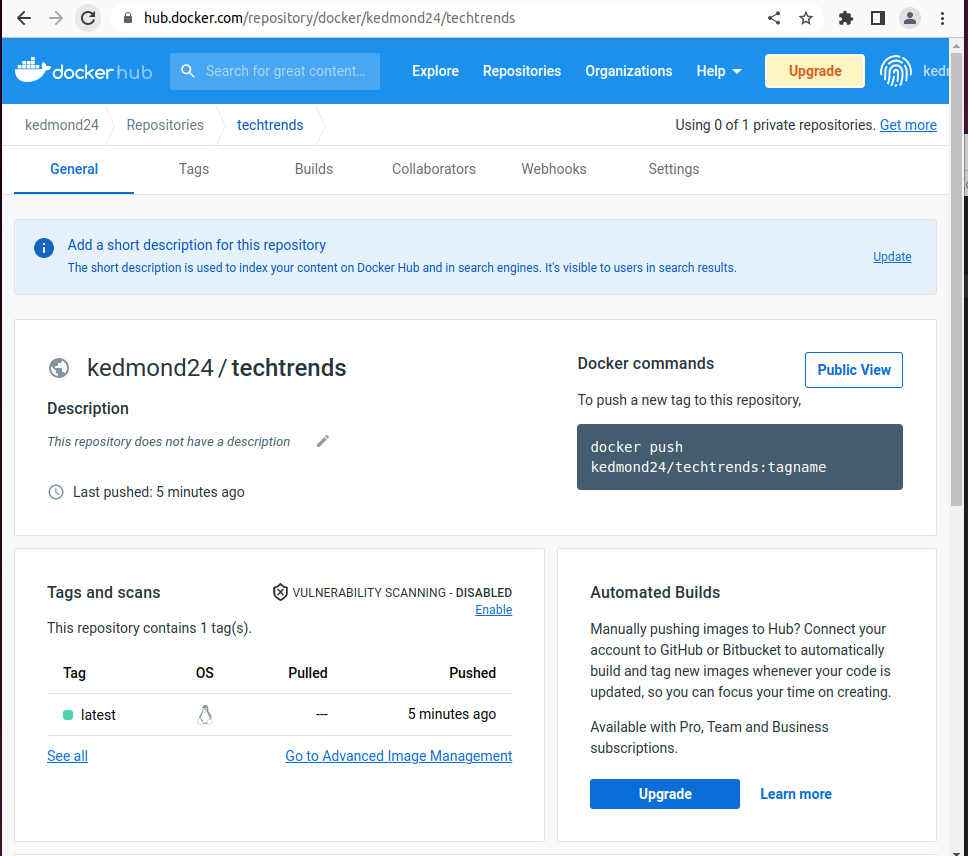 hub.docker.com/repository/docker/kedmond24/techtrends
docker hub
Search for great content...
Explore
Repositories
Organizations
Help
Upgrade
kedm
kedmond24
Repositories
techtrends
Using 0 of 1 private repositories. Get more
General
Tags
Builds
Collaborators
Webhooks
Settings
Add a short description for this repository
The short description is used to index your content on Docker Hub and in search engines. It's visible to users in search results.
Update
kedmond24 / techtrends
Description
This repository does not have a description
Last pushed: 5 minutes ago
Docker commands
Public View
To push a new tag to this repository,
docker push
kedmond24/techtrends:tagname
Tags and scans
VULNERABILITY SCANNING - DISABLED
Enable
This repository contains 1 tag(s).
Tag OS Pulled Pushed
latest --- 5 minutes ago
See all
Go to Advanced Image Management
Automated Builds
Manually pushing images to Hub? Connect your
account to GitHub or Bitbucket to automatically
build and tag new images whenever your code is
updated, so you can focus your time on creating.
Available with Pro, Team and Business
subscriptions.
Upgrade
Learn more